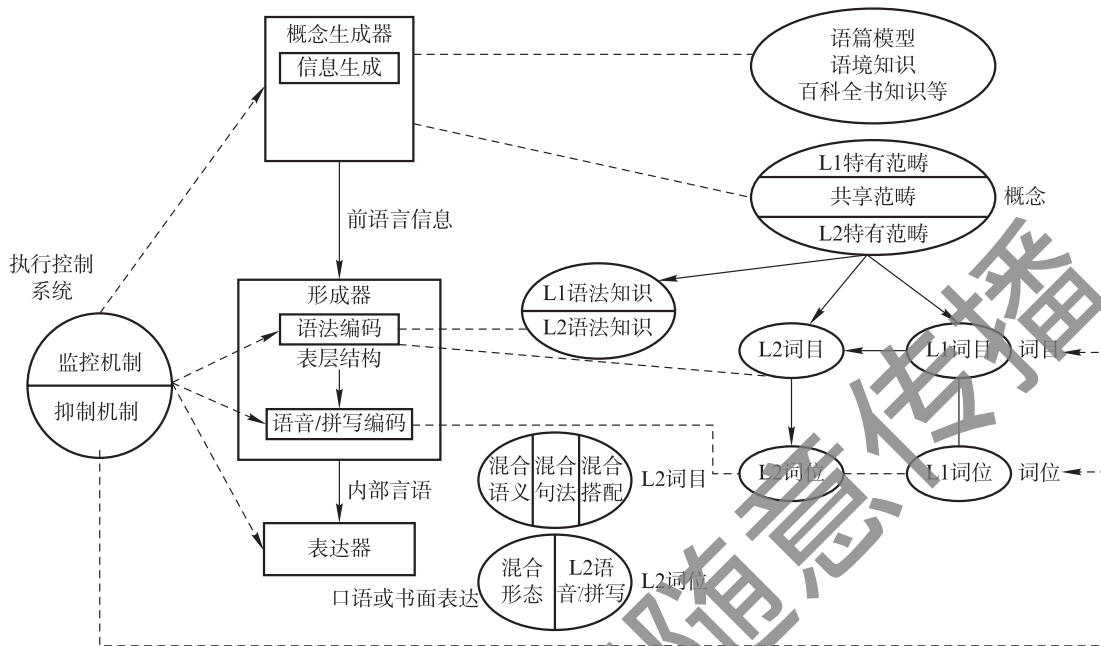 概念生成器
信息生成
语篇模型
语境知识
百科全书知识等
L1特有范畴
共享范畴
L2特有范畴
概念
前语言信息
执行控制
系统
监控机制
抑制机制
形成器
语法编码
表层结构
语音/拼写编码
L1语法知识
L2语法知识
L2词目
L1词目
词目
混合
语义
混合
句法
混合
搭配
L2词目
L2词位
L1词位
词位
内部言语
表达器
口语或书面表达
混合
形态
L2语
音/拼写
L2词位
随意传播